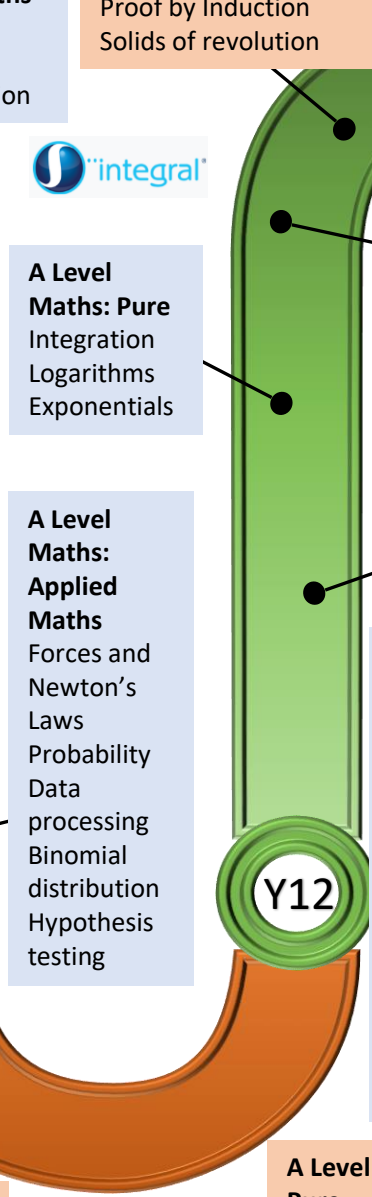 Proof by Induction
Solids of revolution
on
integral
A Level
Maths: Pure
Integration
Logarithms
Exponentials
A Level
Maths:
Applied
Maths
Forces and
Newton's
Laws
Probability
Data
processing
Binomial
distribution
Hypothesis
testing
Y12
A Level